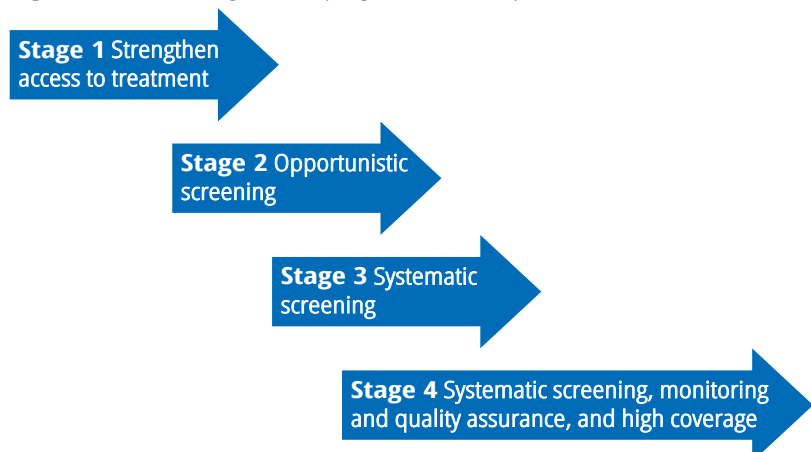 Stage 1 Strengthen
access to treatment
Stage 2 Opportunistic
screening
Stage 3 Systematic
screening
Stage 4 Systematic screening, monitoring
and quality assurance, and high coverage